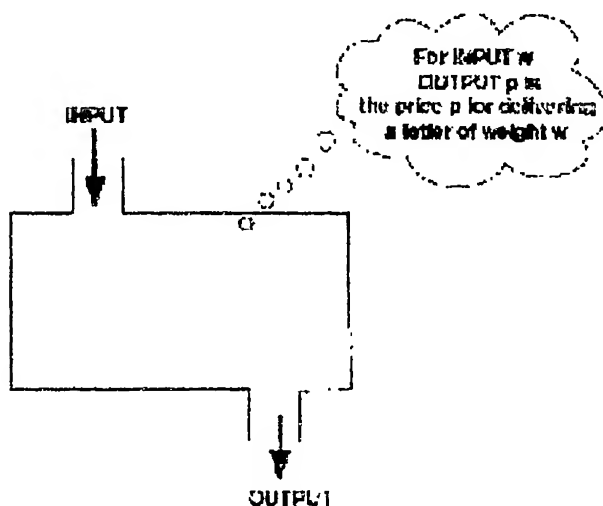 For INPUT w
OUTPUT p is
the price p for delivering
a letter of weight w
INPUT
OUTPUT